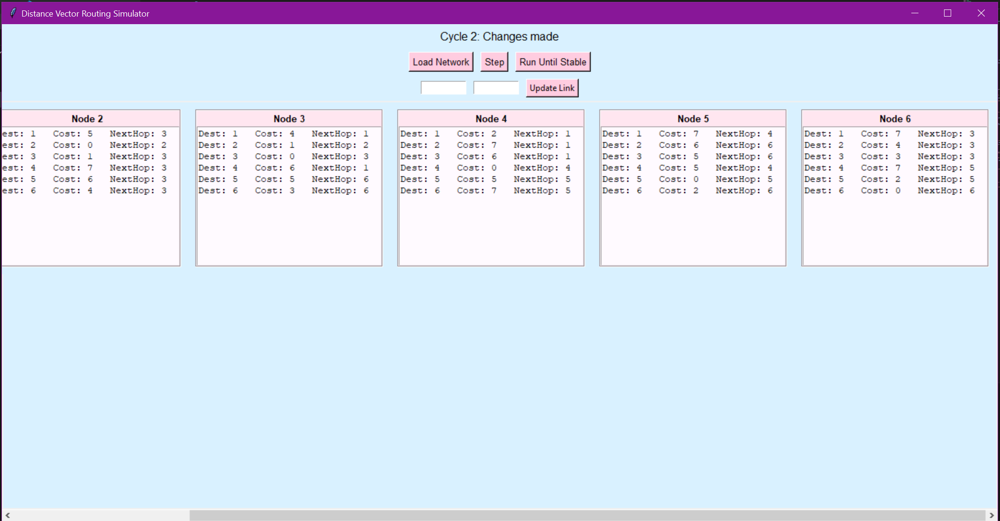 Distance Vector Routing Simulator
Cycle 2: Changes made
Load Network Step Run Until Stable
Update Link
Node 2
est: 1 Cost: 5 NextHop: 3
est: 2 Cost: 0 NextHop: 2
est: 3 Cost: 1 NextHop: 3
est: 4 Cost: 7 NextHop: 3
est: 5 Cost: 6 NextHop: 3
est: 6 Cost: 4 NextHop: 3
Node 3
Dest: 1 Cost: 4 NextHop: 1
Dest: 2 Cost: 1 NextHop: 2
Dest: 3 Cost: 0 NextHop: 3
Dest: 4 Cost: 6 NextHop: 1
Dest: 5 Cost: 5 NextHop: 6
Dest: 6 Cost: 3 NextHop: 6
Node 4
Dest: 1 Cost: 2 NextHop: 1
Dest: 2 Cost: 7 NextHop: 1
Dest: 3 Cost: 6 NextHop: 1
Dest: 4 Cost: 0 NextHop: 4
Dest: 5 Cost: 5 NextHop: 5
Dest: 6 Cost: 7 NextHop: 5
Node 5
Dest: 1 Cost: 7 NextHop: 4
Dest: 2 Cost: 6 NextHop: 6
Dest: 3 Cost: 5 NextHop: 6
Dest: 4 Cost: 5 NextHop: 4
Dest: 5 Cost: 0 NextHop: 5
Dest: 6 Cost: 2 NextHop: 6
Node 6
Dest: 1 Cost: 7 NextHop: 3
Dest: 2 Cost: 4 NextHop: 3
Dest: 3 Cost: 3 NextHop: 3
Dest: 4 Cost: 7 NextHop: 5
Dest: 5 Cost: 2 NextHop: 5
Dest: 6 Cost: 0 NextHop: 6